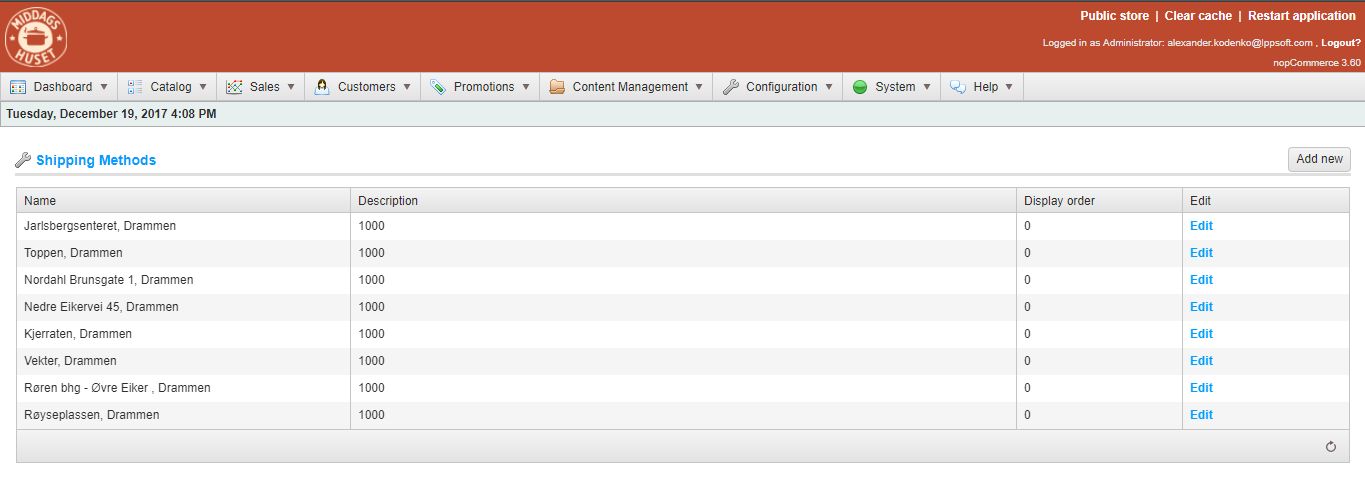 MIDDAGS
HUSET
Public store | Clear cache | Restart application
Logged in as Administrator: alexander.kodenko@lppsoft.com , Logout?
nopCommerce 3.60
Dashboard Catalog Sales Customers Promotions Content Management Configuration System Help
Tuesday, December 19, 2017 4:08 PM
Shipping Methods Add new
Name Description Display order Edit
Jarlsbergsenteret, Drammen 1000 0 Edit
Toppen, Drammen 1000 0 Edit
Nordahl Brunsgate 1, Drammen 1000 0 Edit
Nedre Eikervei 45, Drammen 1000 0 Edit
Kjerraten, Drammen 1000 0 Edit
Vekter, Drammen 1000 0 Edit
Røren bhg - Øvre Eiker , Drammen 1000 0 Edit
Røyseplassen, Drammen 1000 0 Edit